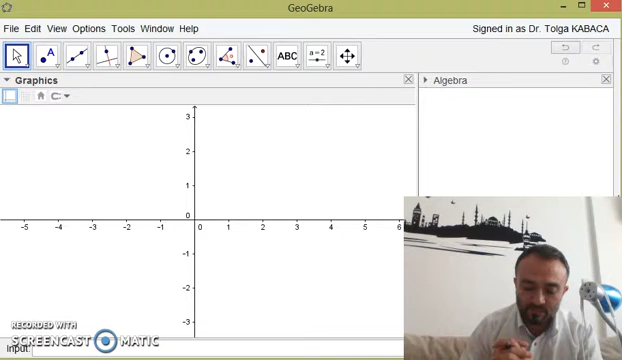 GeoGebra
File Edit View Options Tools Window Help
Signed in as Dr. Tolga KABACA
A
ABC
a = 2
Graphics
Algebra
3
2
1
0
-5 -4 -3 -2 -1 0 1 2 3 4 5 6
-1
-2
-3
RECORDED WITH
SCREENCAST MATIC
Input: